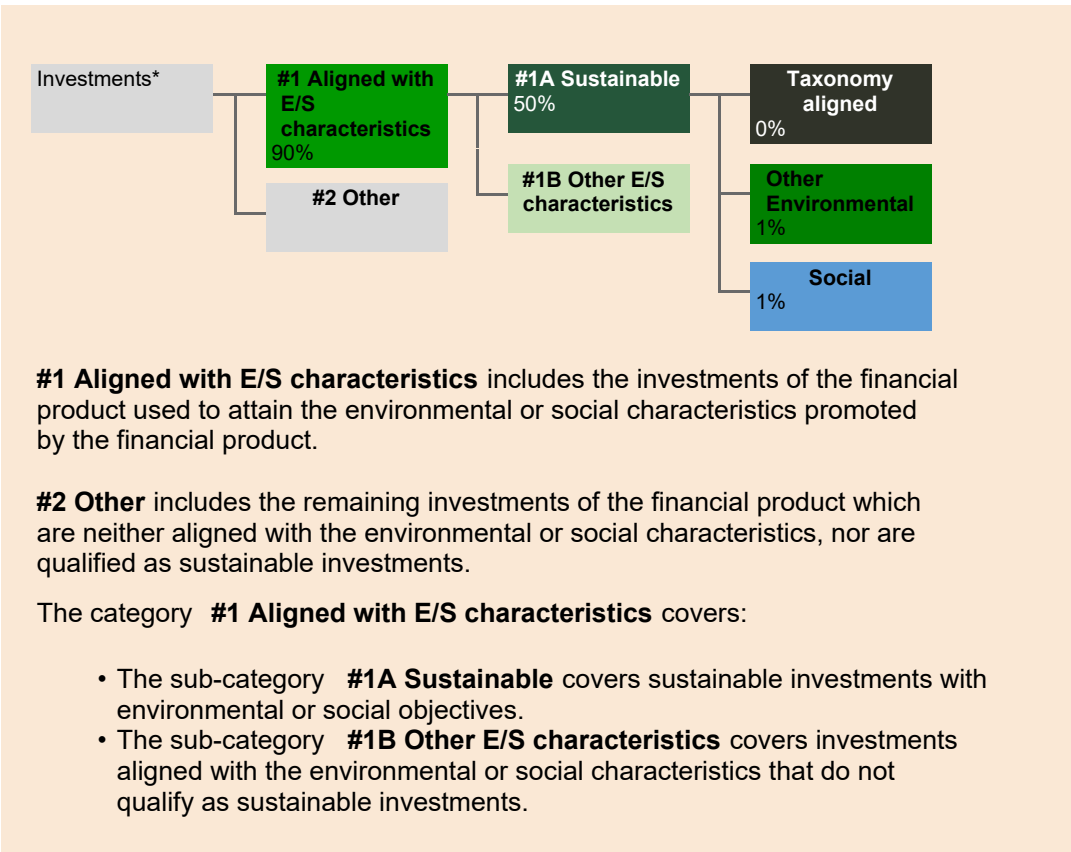 Investments*
#1 Aligned with
E/S
characteristics
90%
#2 Other
#1A Sustainable
50%
#1B Other E/S
characteristics
Taxonomy
aligned
0%
Other
Environmental
1%
Social
1%
#1 Aligned with E/S characteristics includes the investments of the financial
product used to attain the environmental or social characteristics promoted
by the financial product.
#2 Other includes the remaining investments of the financial product which
are neither aligned with the environmental or social characteristics, nor are
qualified as sustainable investments.
The category #1 Aligned with E/S characteristics covers:
• The sub-category #1A Sustainable covers sustainable investments with
environmental or social objectives.
• The sub-category #1B Other E/S characteristics covers investments
aligned with the environmental or social characteristics that do not
qualify as sustainable investments.